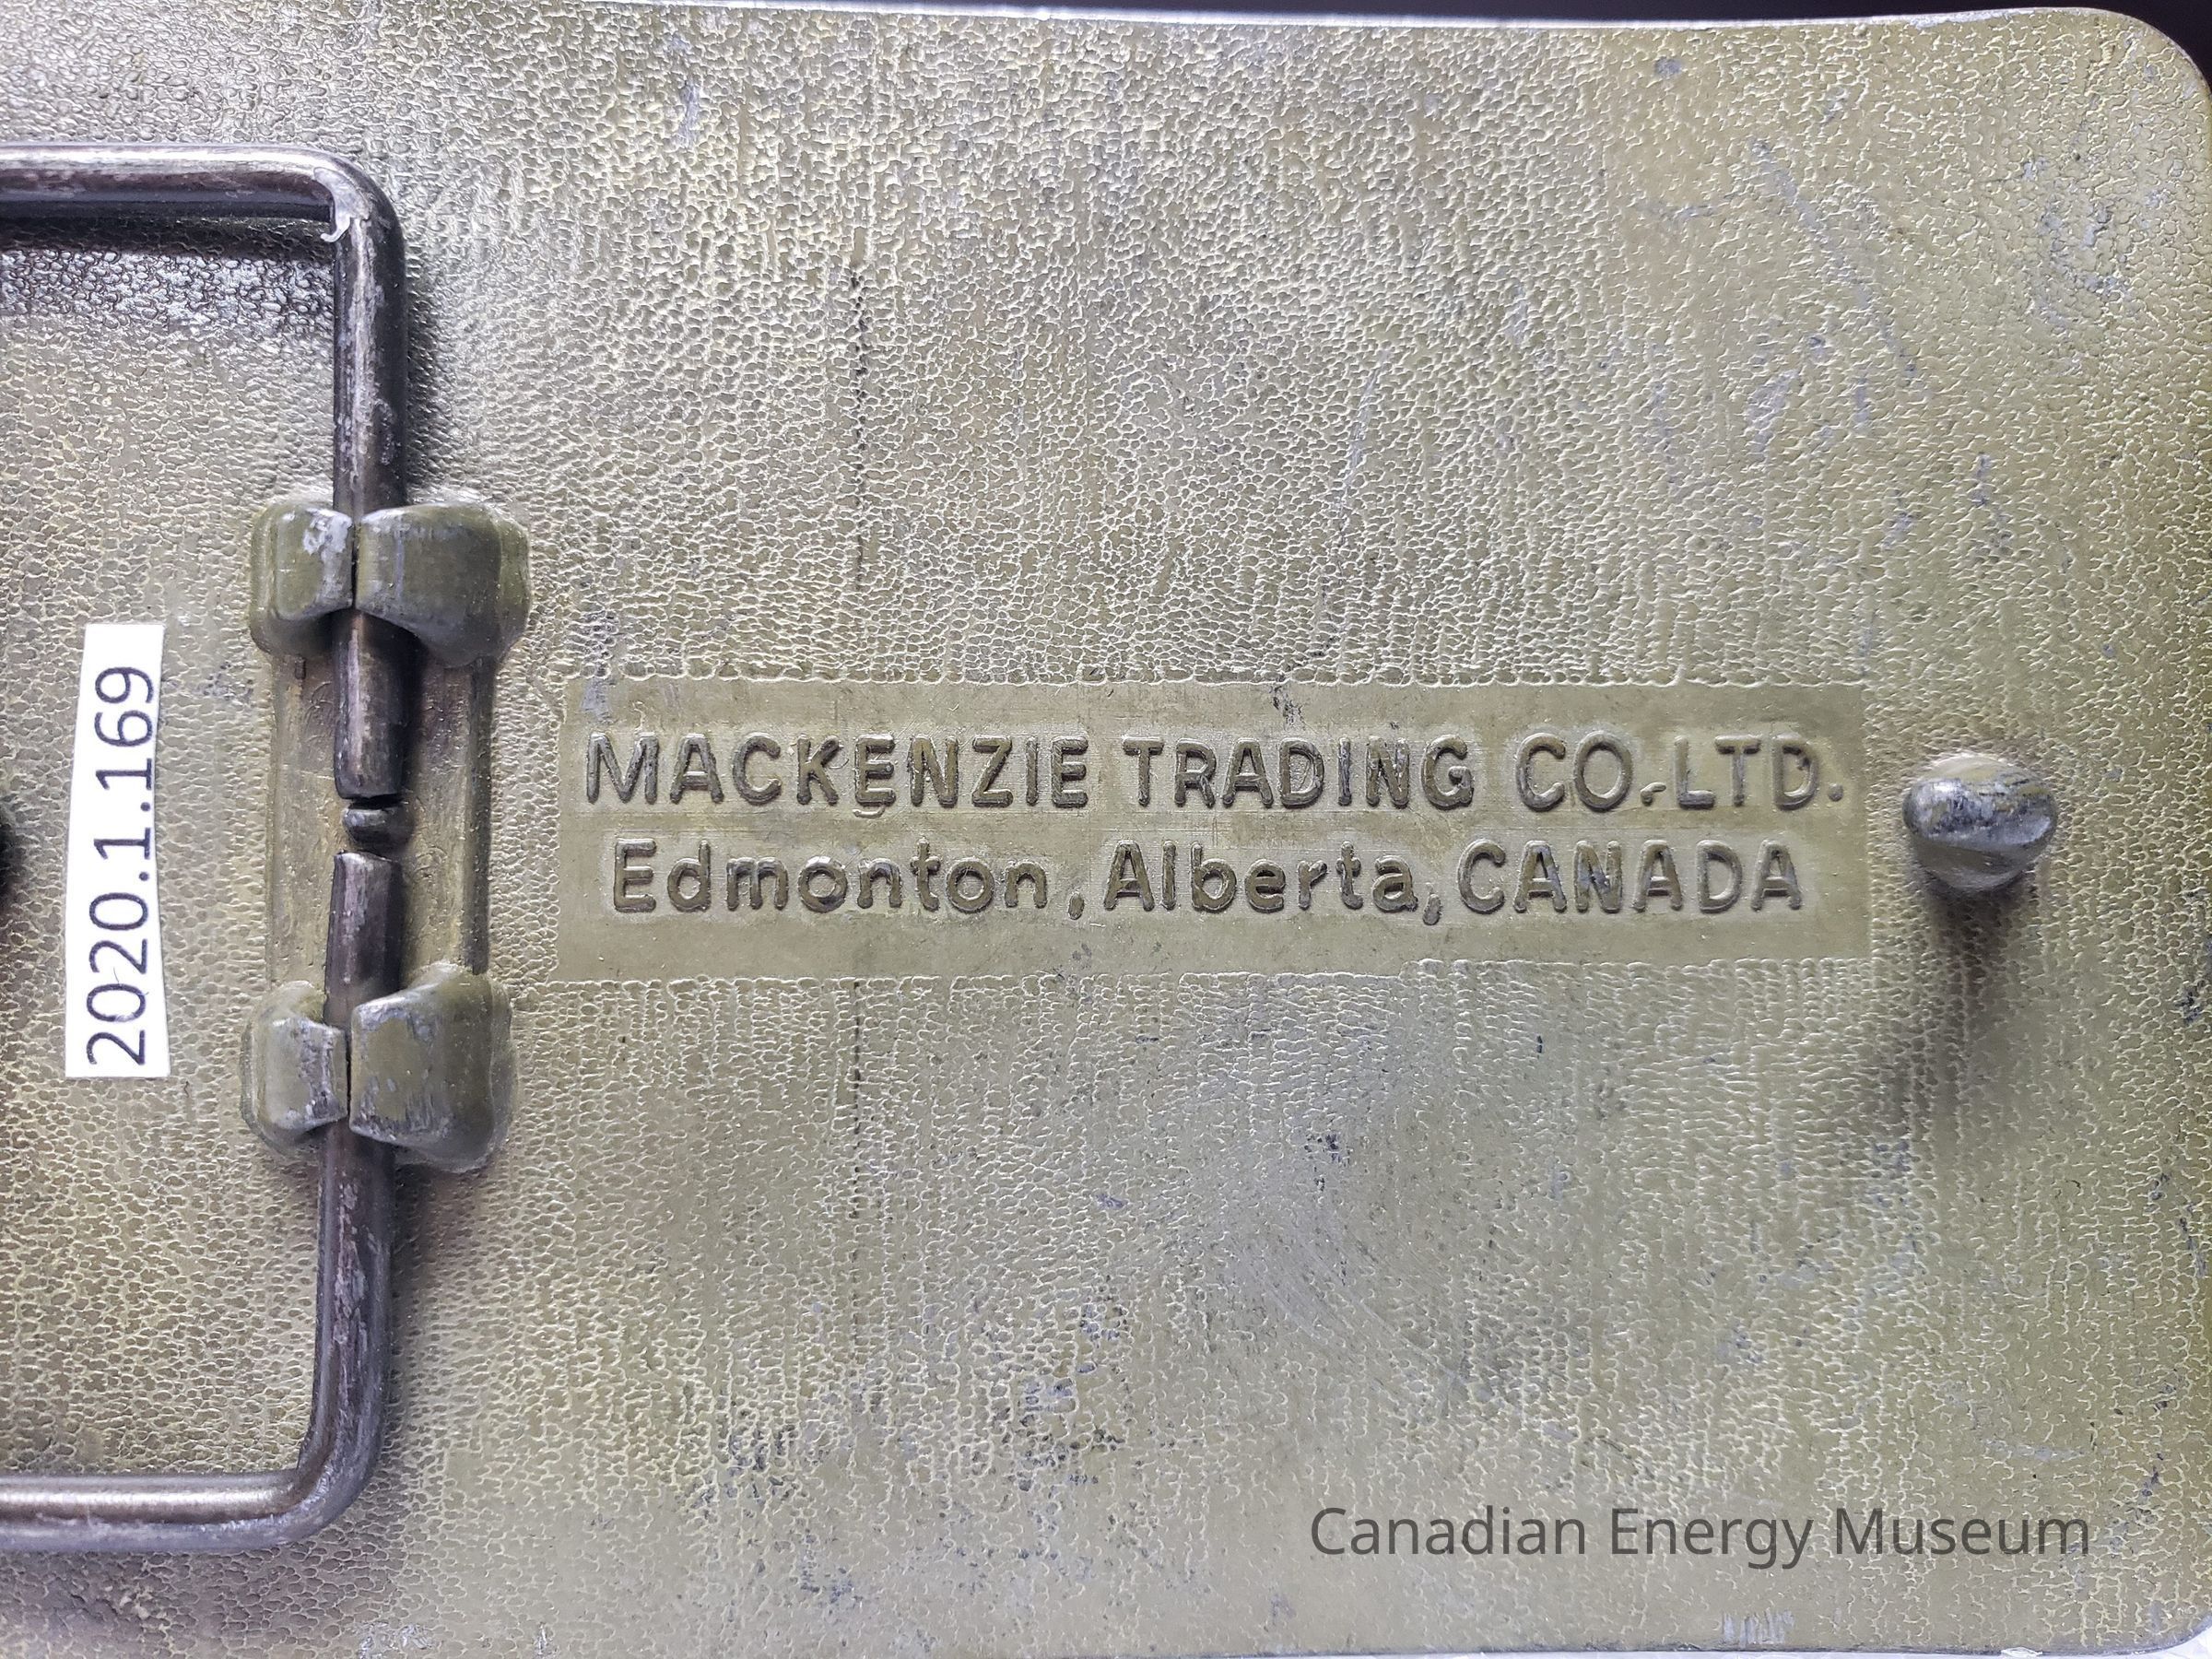 2020.1.169
MACKENZIE TRADING CO.LTD.
Edmonton, Alberta, CANADA
Canadian Energy Museum